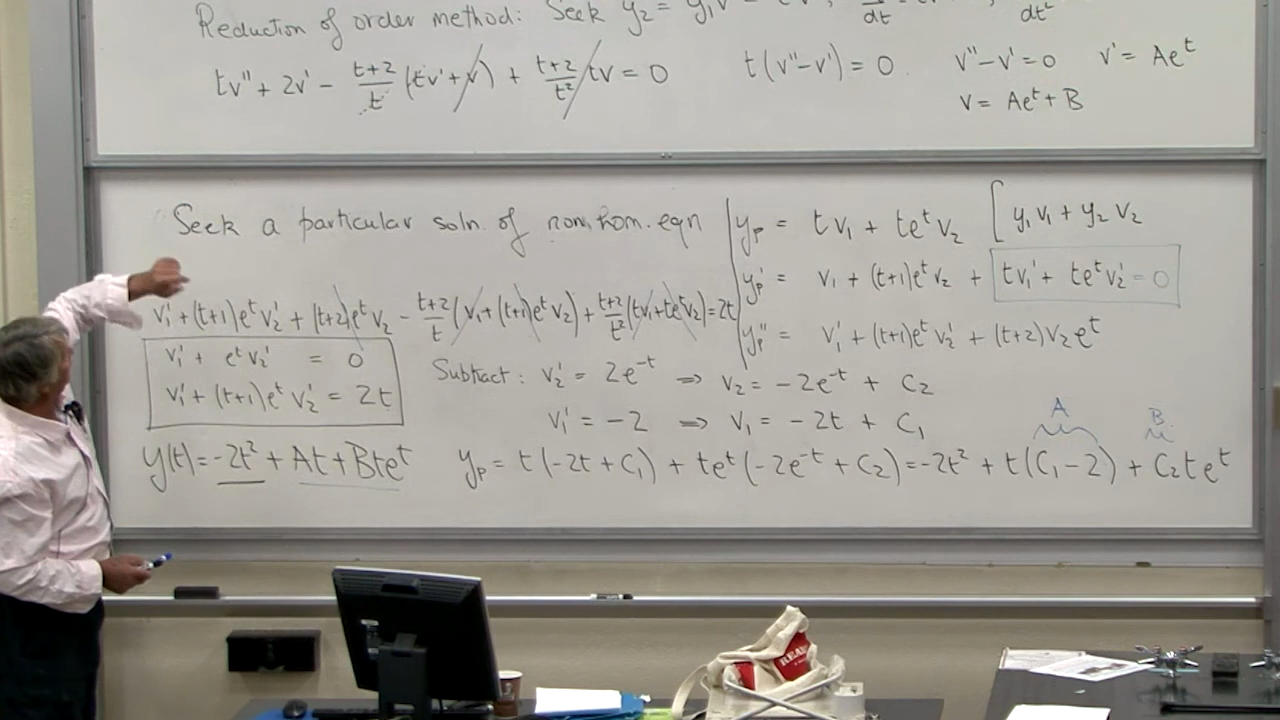 Reduction of order method: Seek y₂ = y₁v
dt dt²
tv'' + 2v' − (t+2)/t (tv' + v) + (t+2)/t² tv = 0 t(v''−v') = 0 v''−v' = 0 v' = Ae^t
v = Ae^t + B
Seek a particular soln. of nonhom. eqn
y_p = tv₁ + te^t v₂ [ y₁v₁ + y₂v₂
y_p' = v₁ + (t+1)e^t v₂ + tv₁' + te^t v₂' = 0
y_p'' = v₁' + (t+1)e^t v₂' + (t+2)v₂e^t
v₁' + (t+1)e^t v₂' + (t+2)e^t v₂ − (t+2)/t (v₁ + (t+1)e^t v₂) + (t+2)/t² (tv₁ + te^t v₂) = 2t
v₁' + e^t v₂' = 0
v₁' + (t+1)e^t v₂' = 2t
Subtract: v₂' = 2e^-t ⇒ v₂ = −2e^-t + C₂
v₁' = −2 ⇒ v₁ = −2t + C₁
A B
y(t) = −2t² + At + Bte^t
y_p = t(−2t + C₁) + te^t(−2e^-t + C₂) = −2t² + t(C₁−2) + C₂te^t